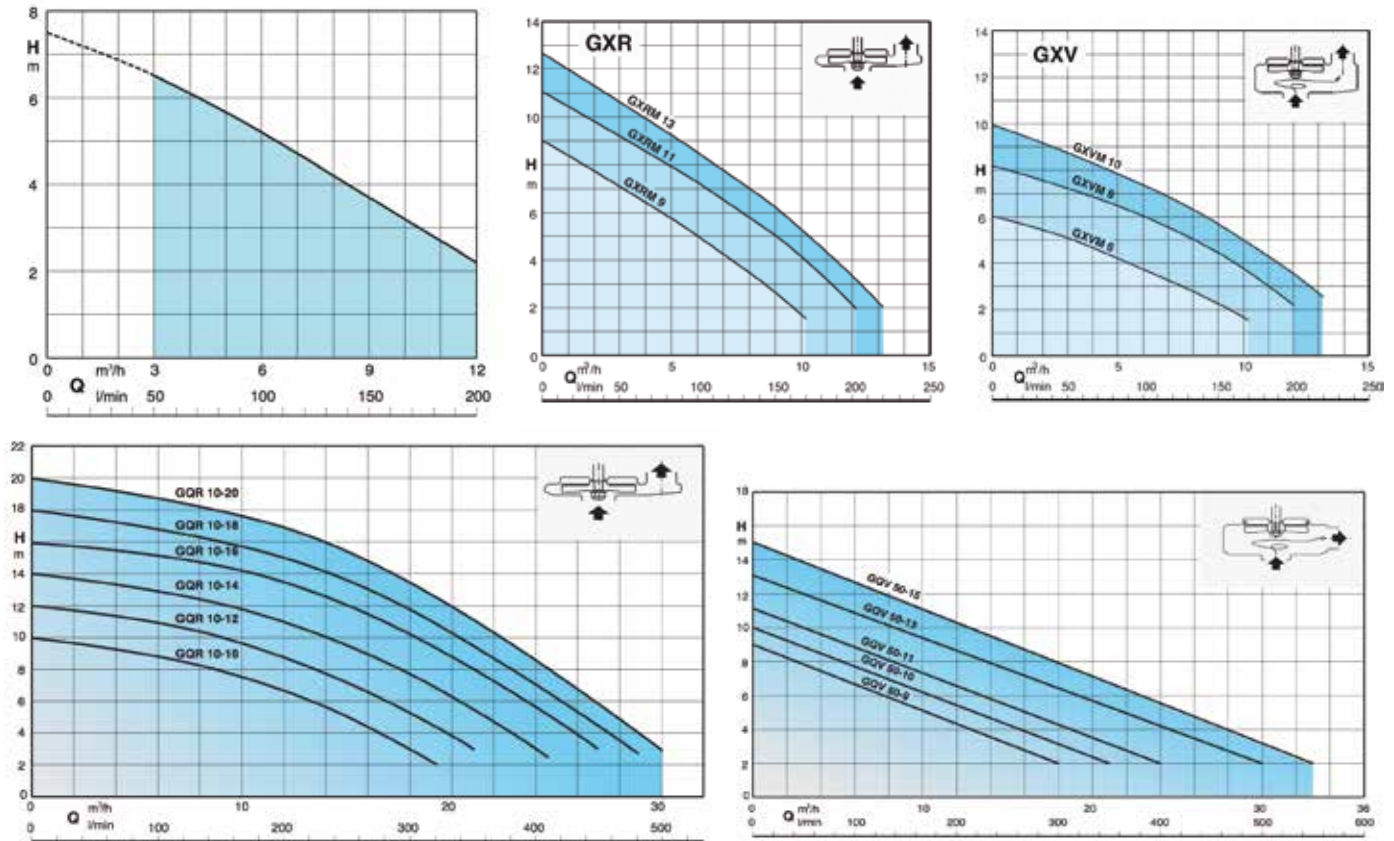 8
H
m
6
4
2
0
0 m³/h 3 6 9 12
Q
0 l/min 50 100 150 200
14
GXR
12
10
H
m
8
6
4
2
0
GXRM 13
GXRM 11
GXRM 9
0 m³/h 5 10 15
Q
0 l/min 50 100 150 200 250
14
GXV
12
10
H
m
8
6
4
2
0
GXVM 10
GXVM 9
GXVM 6
0 m³/h 5 10 15
Q
0 l/min 50 100 150 200 250
22
20
18
16
H
m
14
12
10
8
6
4
2
0
GQR 10-20
GQR 10-18
GQR 10-16
GQR 10-14
GQR 10-12
GQR 10-10
0 m³/h 10 20 30
Q
0 l/min 100 200 300 400 500
18
H
m
14
12
10
8
6
4
2
0
GQV 50-15
GQV 50-13
GQV 50-11
GQV 50-10
GQV 50-9
0 m³/h 10 20 30 36
Q
0 l/min 100 200 300 400 500 600